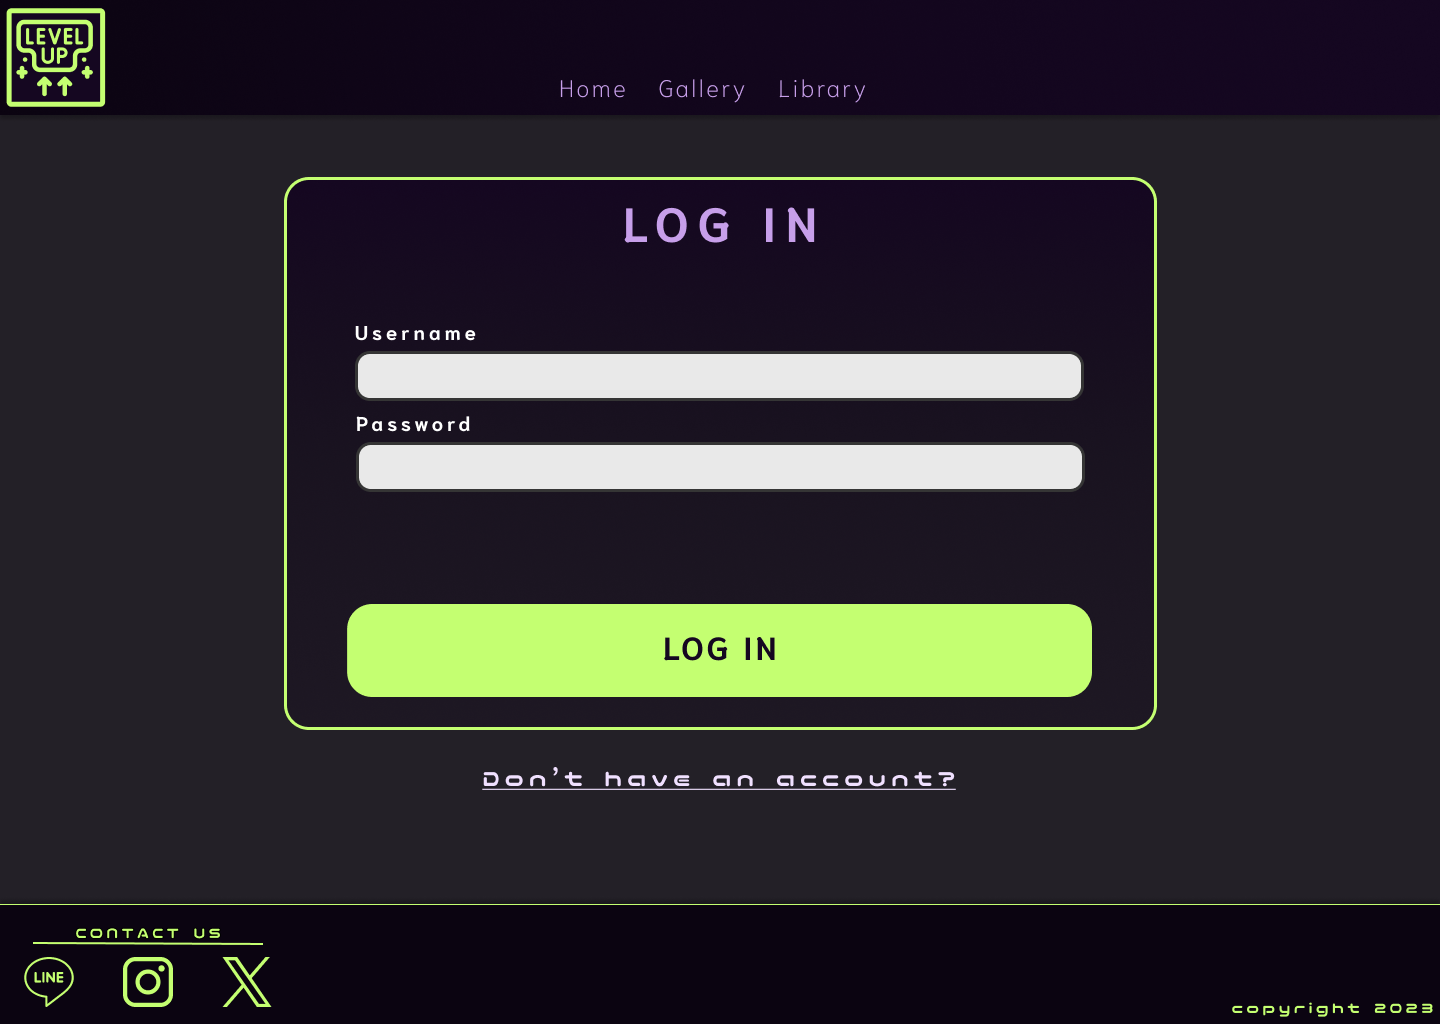 LEVEL
UP
Home Gallery Library
LOG IN
Username
Password
LOG IN
Don't have an account?
CONTACT US
LINE
copyright 2023